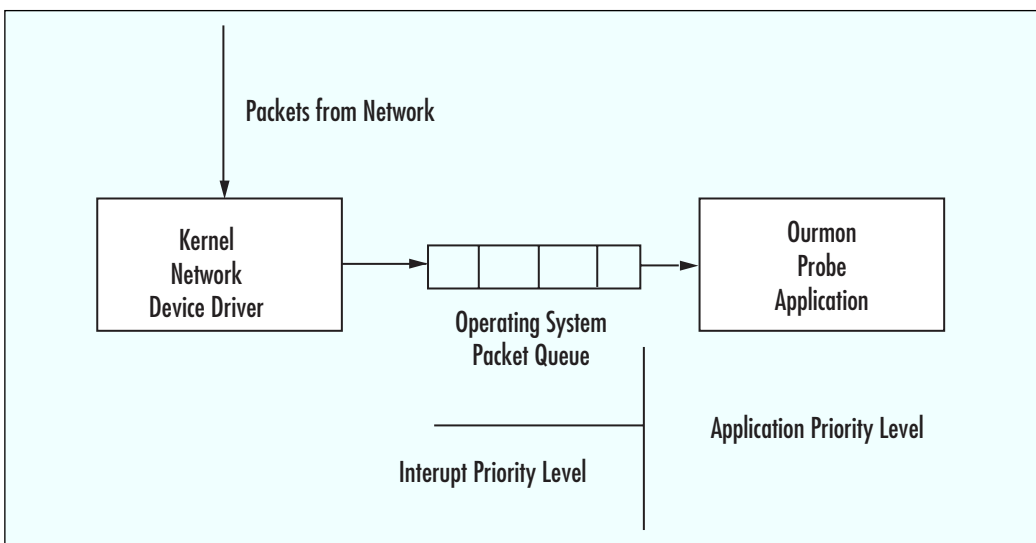 Packets from Network
Kernel
Network
Device Driver
Operating System
Packet Queue
Ourmon
Probe
Application
Interupt Priority Level
Application Priority Level